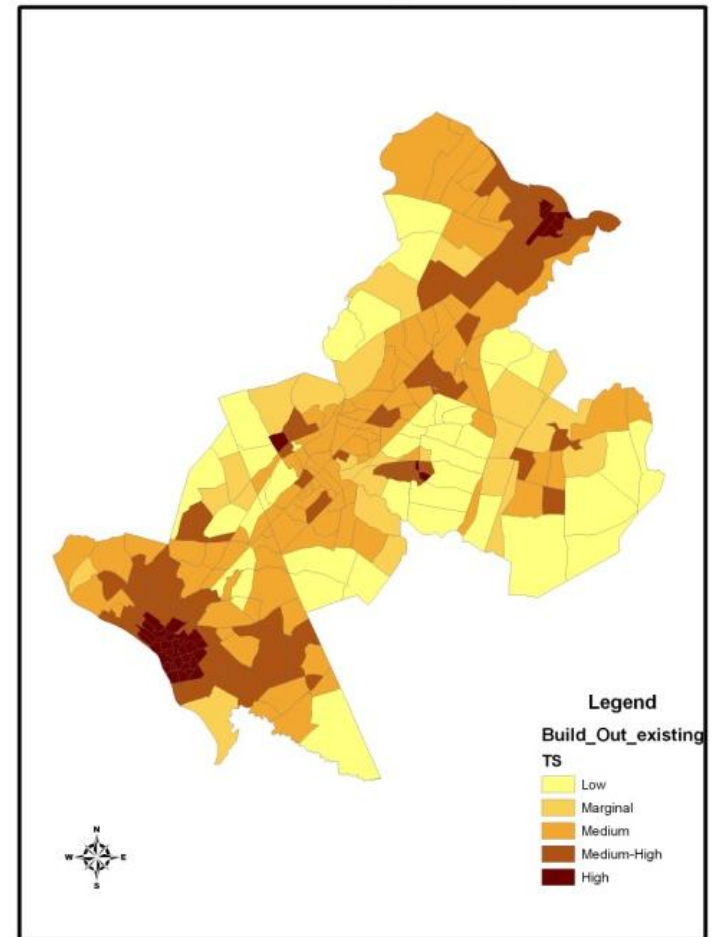 Legend
Build_Out_existing
TS
Low
Marginal
Medium
Medium-High
High
N
W E
S